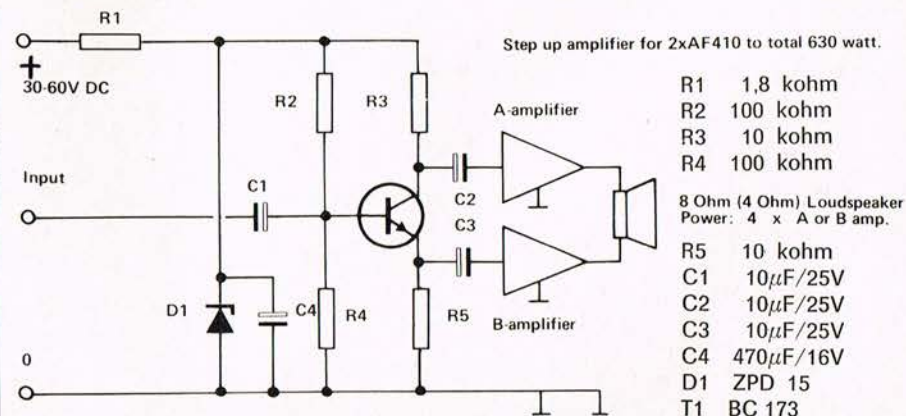 R1
Step up amplifier for 2xAF410 to total 630 watt.
+
30-60V DC
R2
R3
A-amplifier
R1 1,8 kohm
R2 100 kohm
R3 10 kohm
R4 100 kohm
Input
C1
C2
C3
8 Ohm (4 Ohm) Loudspeaker
Power: 4 x A or B amp.
R5 10 kohm
C1 10μF/25V
C2 10μF/25V
C3 10μF/25V
C4 470μF/16V
D1 ZPD 15
T1 BC 173
D1
C4
R4
R5
B-amplifier
0